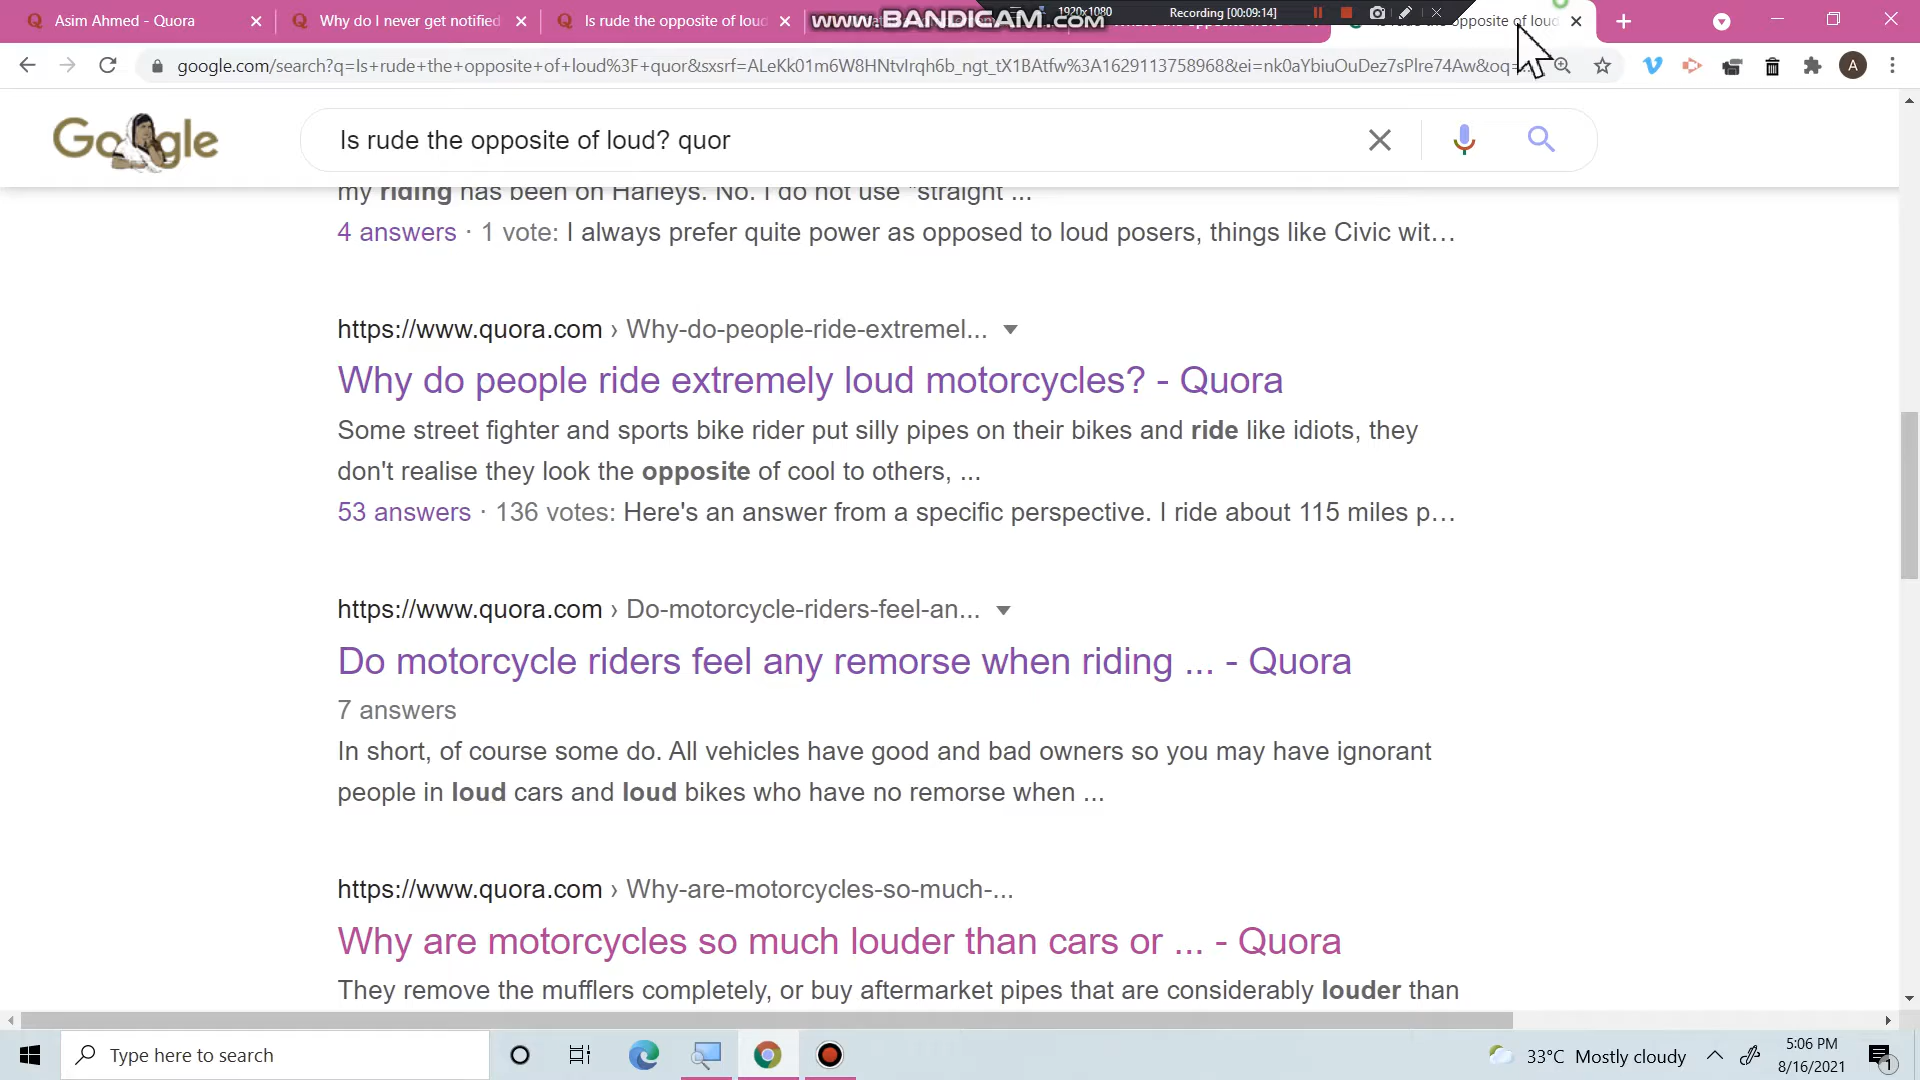 Asim Ahmed - Quora
Why do I never get notified
Is rude the opposite of loud
www.BANDICAM.com
1920x1080
Recording [00:09:14]
opposite of loud
google.com/search?q=Is+rude+the+opposite+of+loud%3F+quor&sxsrf=ALeKk01m6W8HNtvIrqh6b_ngt_tX1BAtfw%3A1629113758968&ei=nk0aYbiuOuDez7sPlre74Aw&oq=...
A
Google
Is rude the opposite of loud? quor
my riding has been on Harleys. No. I do not use "straight ...
4 answers · 1 vote: I always prefer quite power as opposed to loud posers, things like Civic wit...
https://www.quora.com › Why-do-people-ride-extremel...
Why do people ride extremely loud motorcycles? - Quora
Some street fighter and sports bike rider put silly pipes on their bikes and ride like idiots, they
don't realise they look the opposite of cool to others, ...
53 answers · 136 votes: Here's an answer from a specific perspective. I ride about 115 miles p...
https://www.quora.com › Do-motorcycle-riders-feel-an...
Do motorcycle riders feel any remorse when riding ... - Quora
7 answers
In short, of course some do. All vehicles have good and bad owners so you may have ignorant
people in loud cars and loud bikes who have no remorse when ...
https://www.quora.com › Why-are-motorcycles-so-much-...
Why are motorcycles so much louder than cars or ... - Quora
They remove the mufflers completely, or buy aftermarket pipes that are considerably louder than
Type here to search
33°C Mostly cloudy
5:06 PM
8/16/2021
1